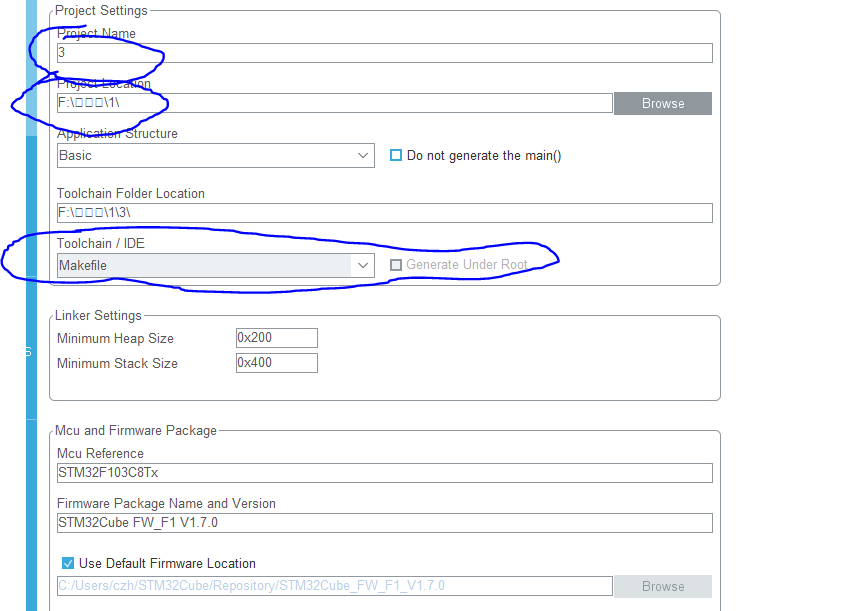 Project Settings
Project Name
3
Project Location
F:\□□□\1\
Browse
Application Structure
Basic
Do not generate the main()
Toolchain Folder Location
F:\□□□\1\3\
Toolchain / IDE
Makefile
Generate Under Root
Linker Settings
Minimum Heap Size
0x200
Minimum Stack Size
0x400
S
Mcu and Firmware Package
Mcu Reference
STM32F103C8Tx
Firmware Package Name and Version
STM32Cube FW_F1 V1.7.0
Use Default Firmware Location
C:/Users/czh/STM32Cube/Repository/STM32Cube_FW_F1_V1.7.0
Browse